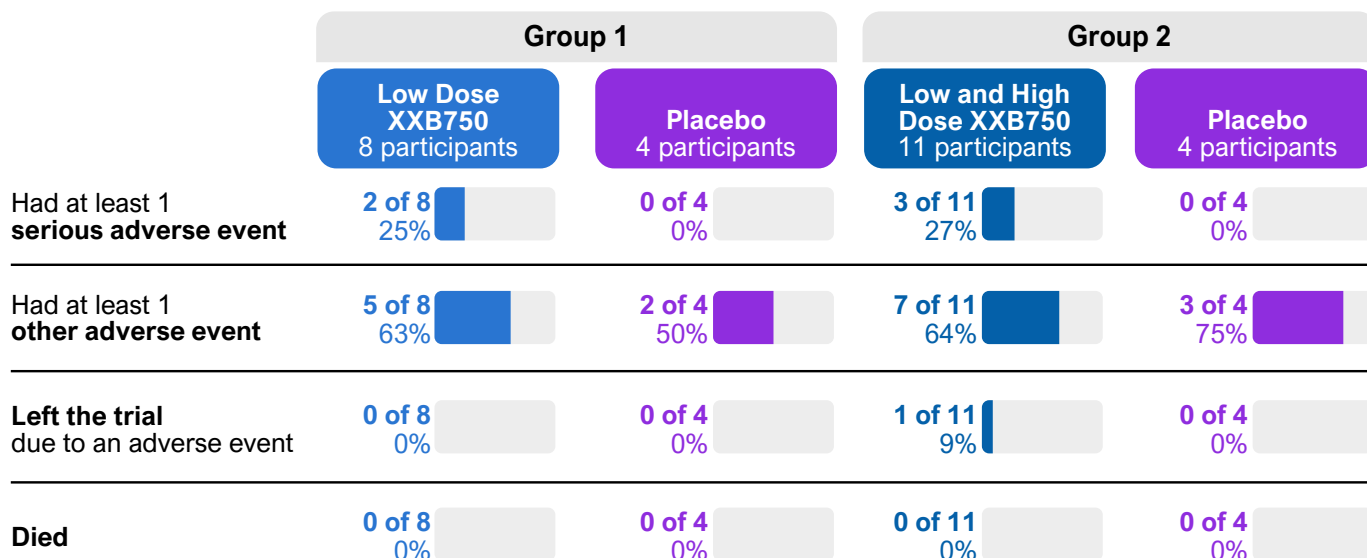 Group 1
Group 2
Low Dose
XXB750
8 participants
Placebo
4 participants
Low and High
Dose XXB750
11 participants
Placebo
4 participants
Had at least 1
serious adverse event
2 of 8
25%
0 of 4
0%
3 of 11
27%
0 of 4
0%
Had at least 1
other adverse event
5 of 8
63%
2 of 4
50%
7 of 11
64%
3 of 4
75%
Left the trial
due to an adverse event
0 of 8
0%
0 of 4
0%
1 of 11
9%
0 of 4
0%
Died
0 of 8
0%
0 of 4
0%
0 of 11
0%
0 of 4
0%